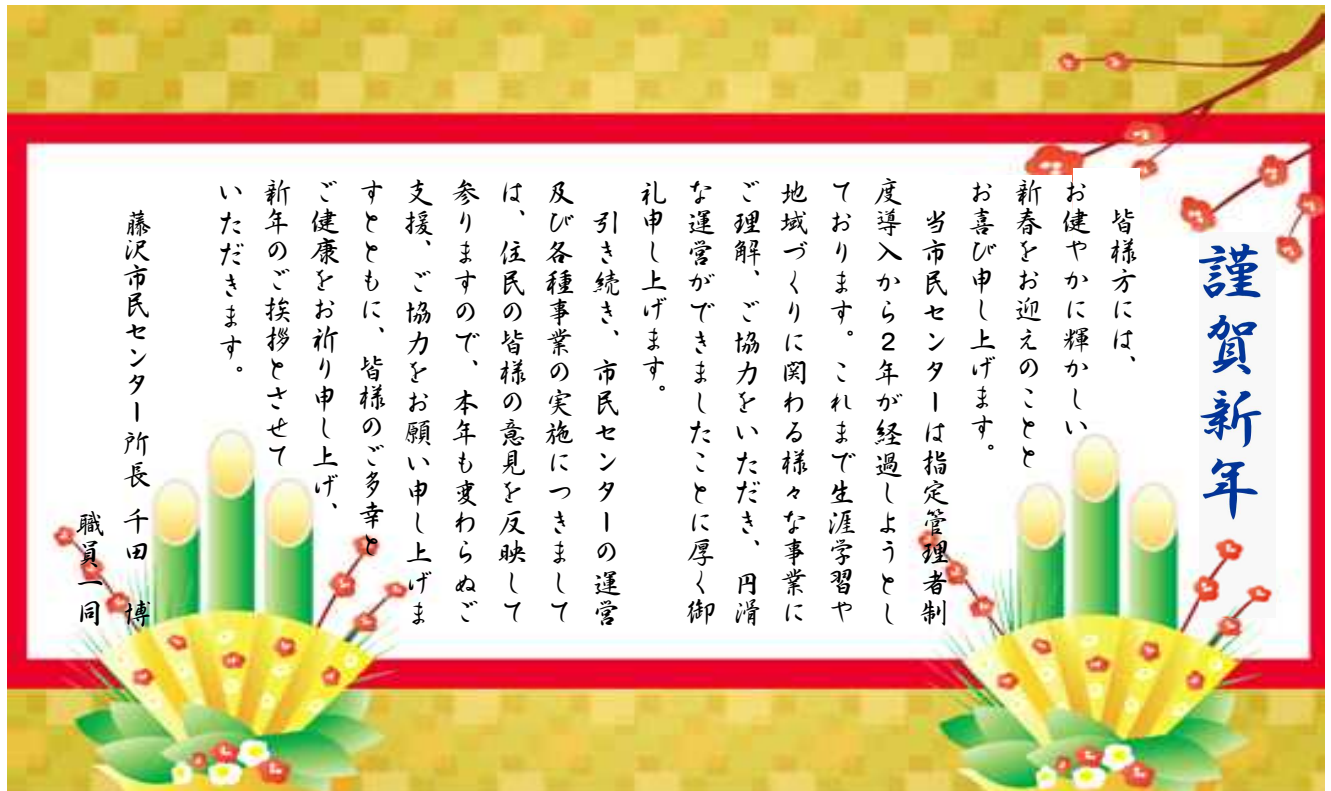 謹賀新年
皆様方には、
お健やかに輝かしい
新春をお迎えのことと
お喜び申し上げます。
当市民センターは指定管理者制
度導入から2年が経過しようとし
ております。これまで生涯学習や
地域づくりに関わる様々な事業に
ご理解、ご協力をいただき、円滑
な運営ができましたことに厚く御
礼申し上げます。
引き続き、市民センターの運営
及び各種事業の実施につきまして
は、住民の皆様の意見を反映して
参りますので、本年も変わらぬご
支援、ご協力をお願い申し上げま
すとともに、皆様のご多幸と
ご健康をお祈り申し上げ、
新年のご挨拶とさせて
いただきます。
藤沢市民センター所長 千田 博
職員一同